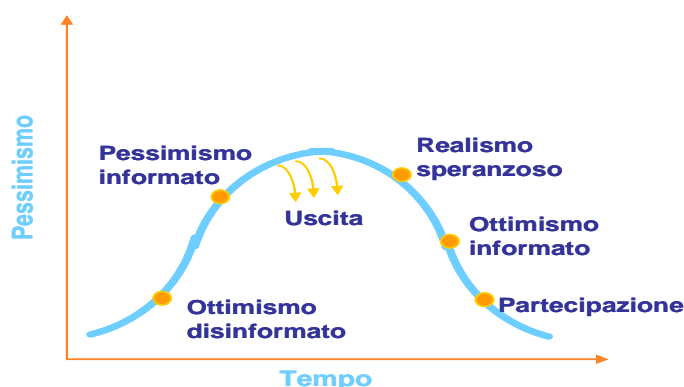 Pessimismo
Pessimismo
informato
Uscita
Realismo
speranzoso
Ottimismo
informato
Ottimismo
disinformato
Partecipazione
Tempo